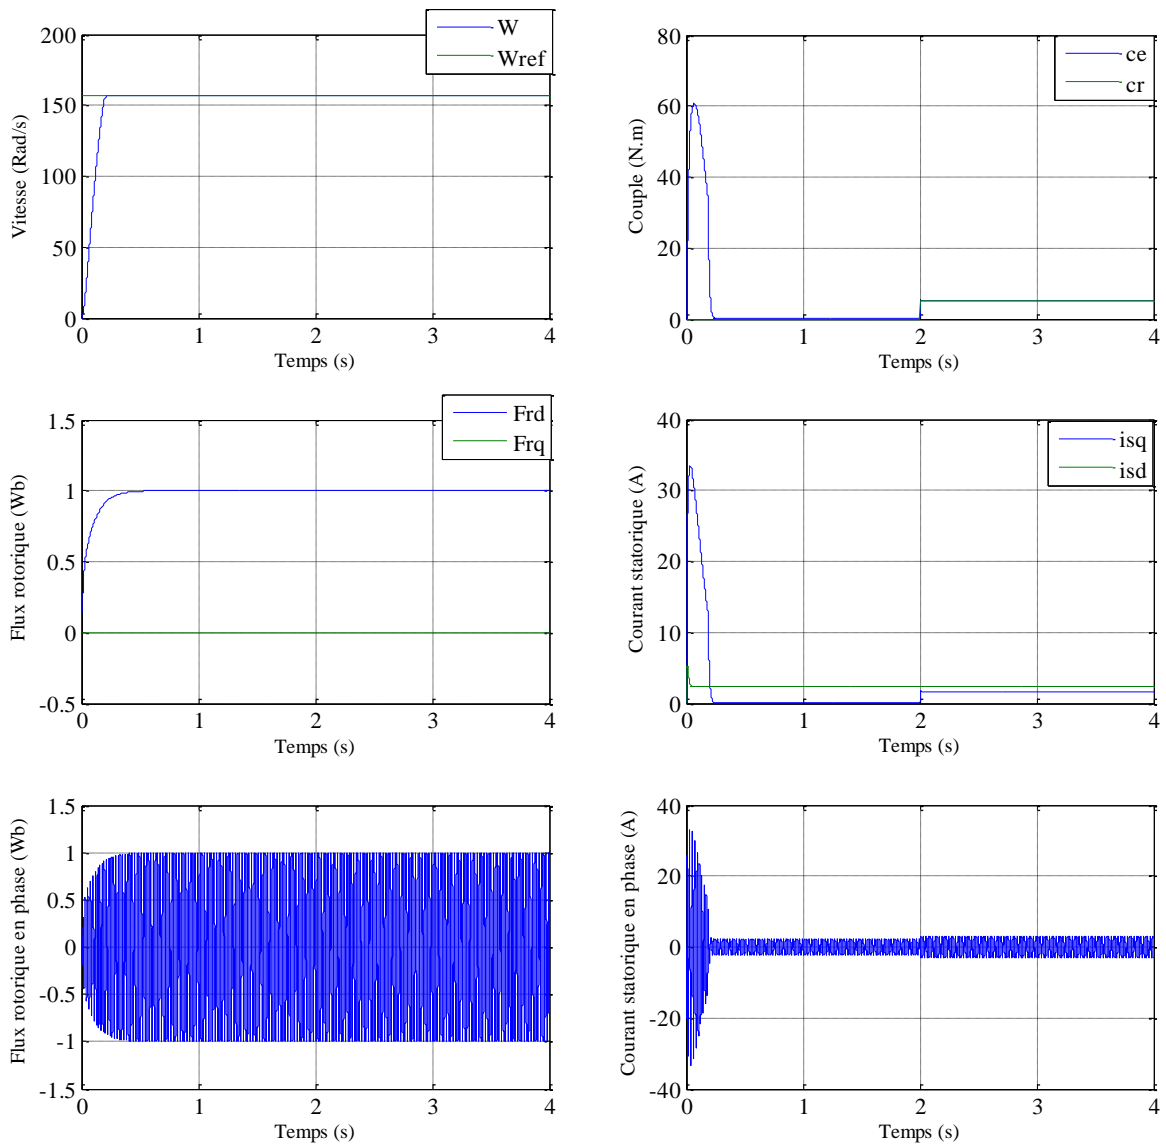 W
Wref
200
150
100
50
0
Vitesse (Rad/s)
0 1 2 3 4
Temps (s)
ce
cr
80
60
40
20
0
Couple (N.m)
0 1 2 3 4
Temps (s)
Frd
Frq
1.5
1
0.5
0
-0.5
Flux rotorique (Wb)
0 1 2 3 4
Temps (s)
isq
isd
40
30
20
10
0
Courant statorique (A)
0 1 2 3 4
Temps (s)
1.5
1
0.5
0
-0.5
-1
-1.5
Flux rotorique en phase (Wb)
0 1 2 3 4
Temps (s)
40
20
0
-20
-40
Courant statorique en phase (A)
0 1 2 3 4
Temps (s)